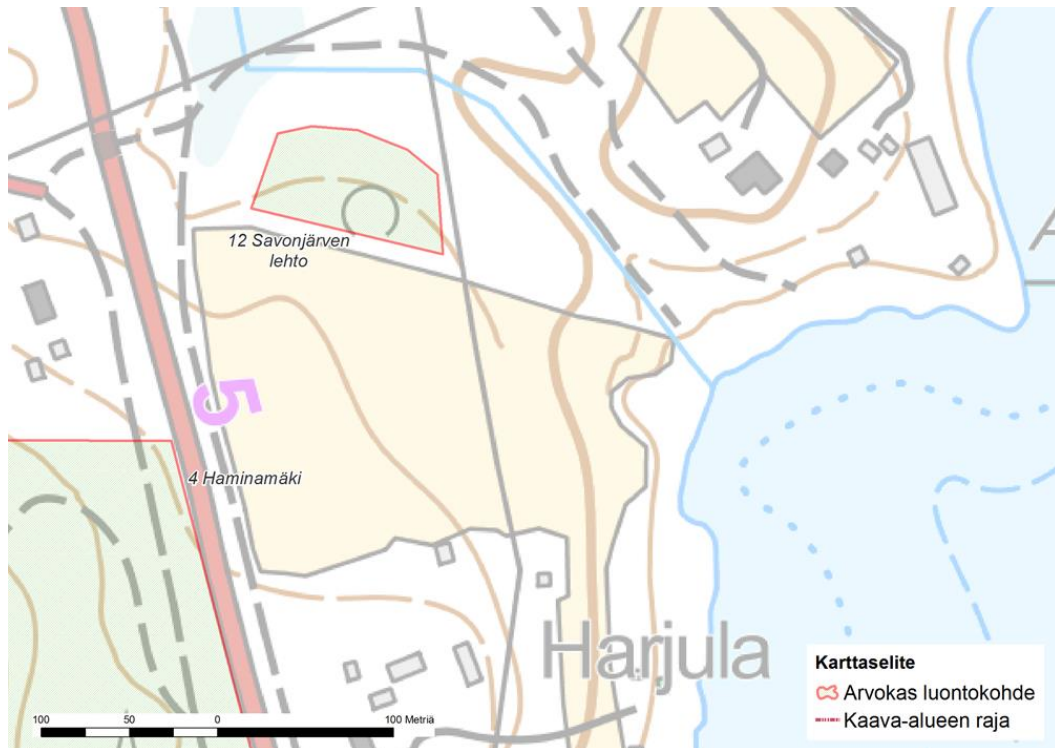 12 Savonjärven
lehto
5
4 Haminamäki
Harjula
Karttaselite
Arvokas luontokohde
Kaava-alueen raja
100 50 0 100 Metriä